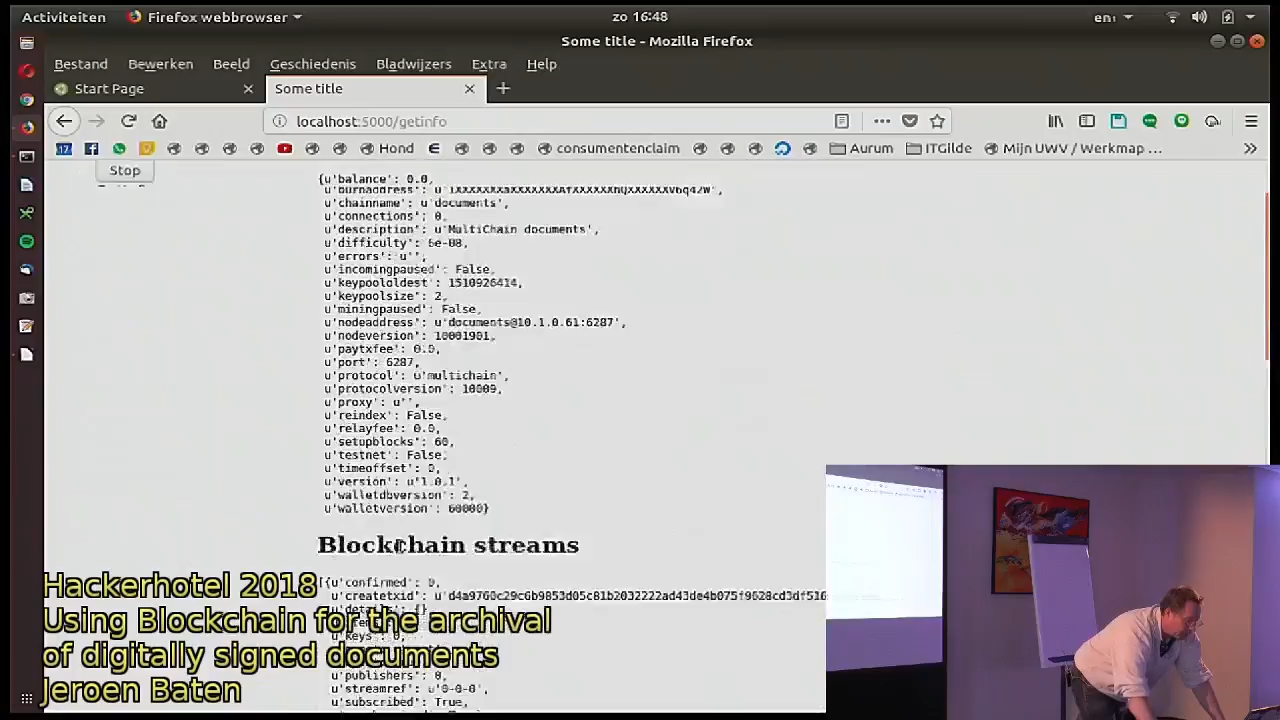 Activiteiten
Firefox webbrowser
zo 16:48
en
Some title - Mozilla Firefox
Bestand Bewerken Beeld Geschiedenis Bladwijzers Extra Help
Start Page
Some title
localhost:5000/getinfo
17
Hond
consumentenclaim
Aurum
ITGilde
Mijn UWV / Werkmap ...
Stop
{u'balance': 0.0,
u'burnaddress':
u'chainname': u'documents',
u'connections': 0,
u'description': u'MultiChain documents',
u'difficulty': 6e-08,
u'errors': u'',
u'incomingpaused': False,
u'keypoololdest': 1510926414,
u'keypoolsize': 2,
u'miningpaused': False,
u'nodeaddress': u'documents@10.1.0.61:6287',
u'nodeversion': 10001901,
u'paytxfee': 0.0,
u'port': 6287,
u'protocol': u'multichain',
u'protocolversion': 10009,
u'proxy': u'',
u'reindex': False,
u'relayfee': 0.0,
u'setupblocks': 60,
u'testnet': False,
u'timeoffset': 0,
u'version': u'1.0.1',
u'walletdbversion': 2,
u'walletversion': 60000}
Blockchain streams
[{u'confirmed': 0,
u'createtxid':
u'details': {}
u'keys': 0,
u'publishers': 0,
u'streamref': u'0-0-0',
u'subscribed': True,
Hackerhotel 2018
Using Blockchain for the archival
of digitally signed documents
Jeroen Baten